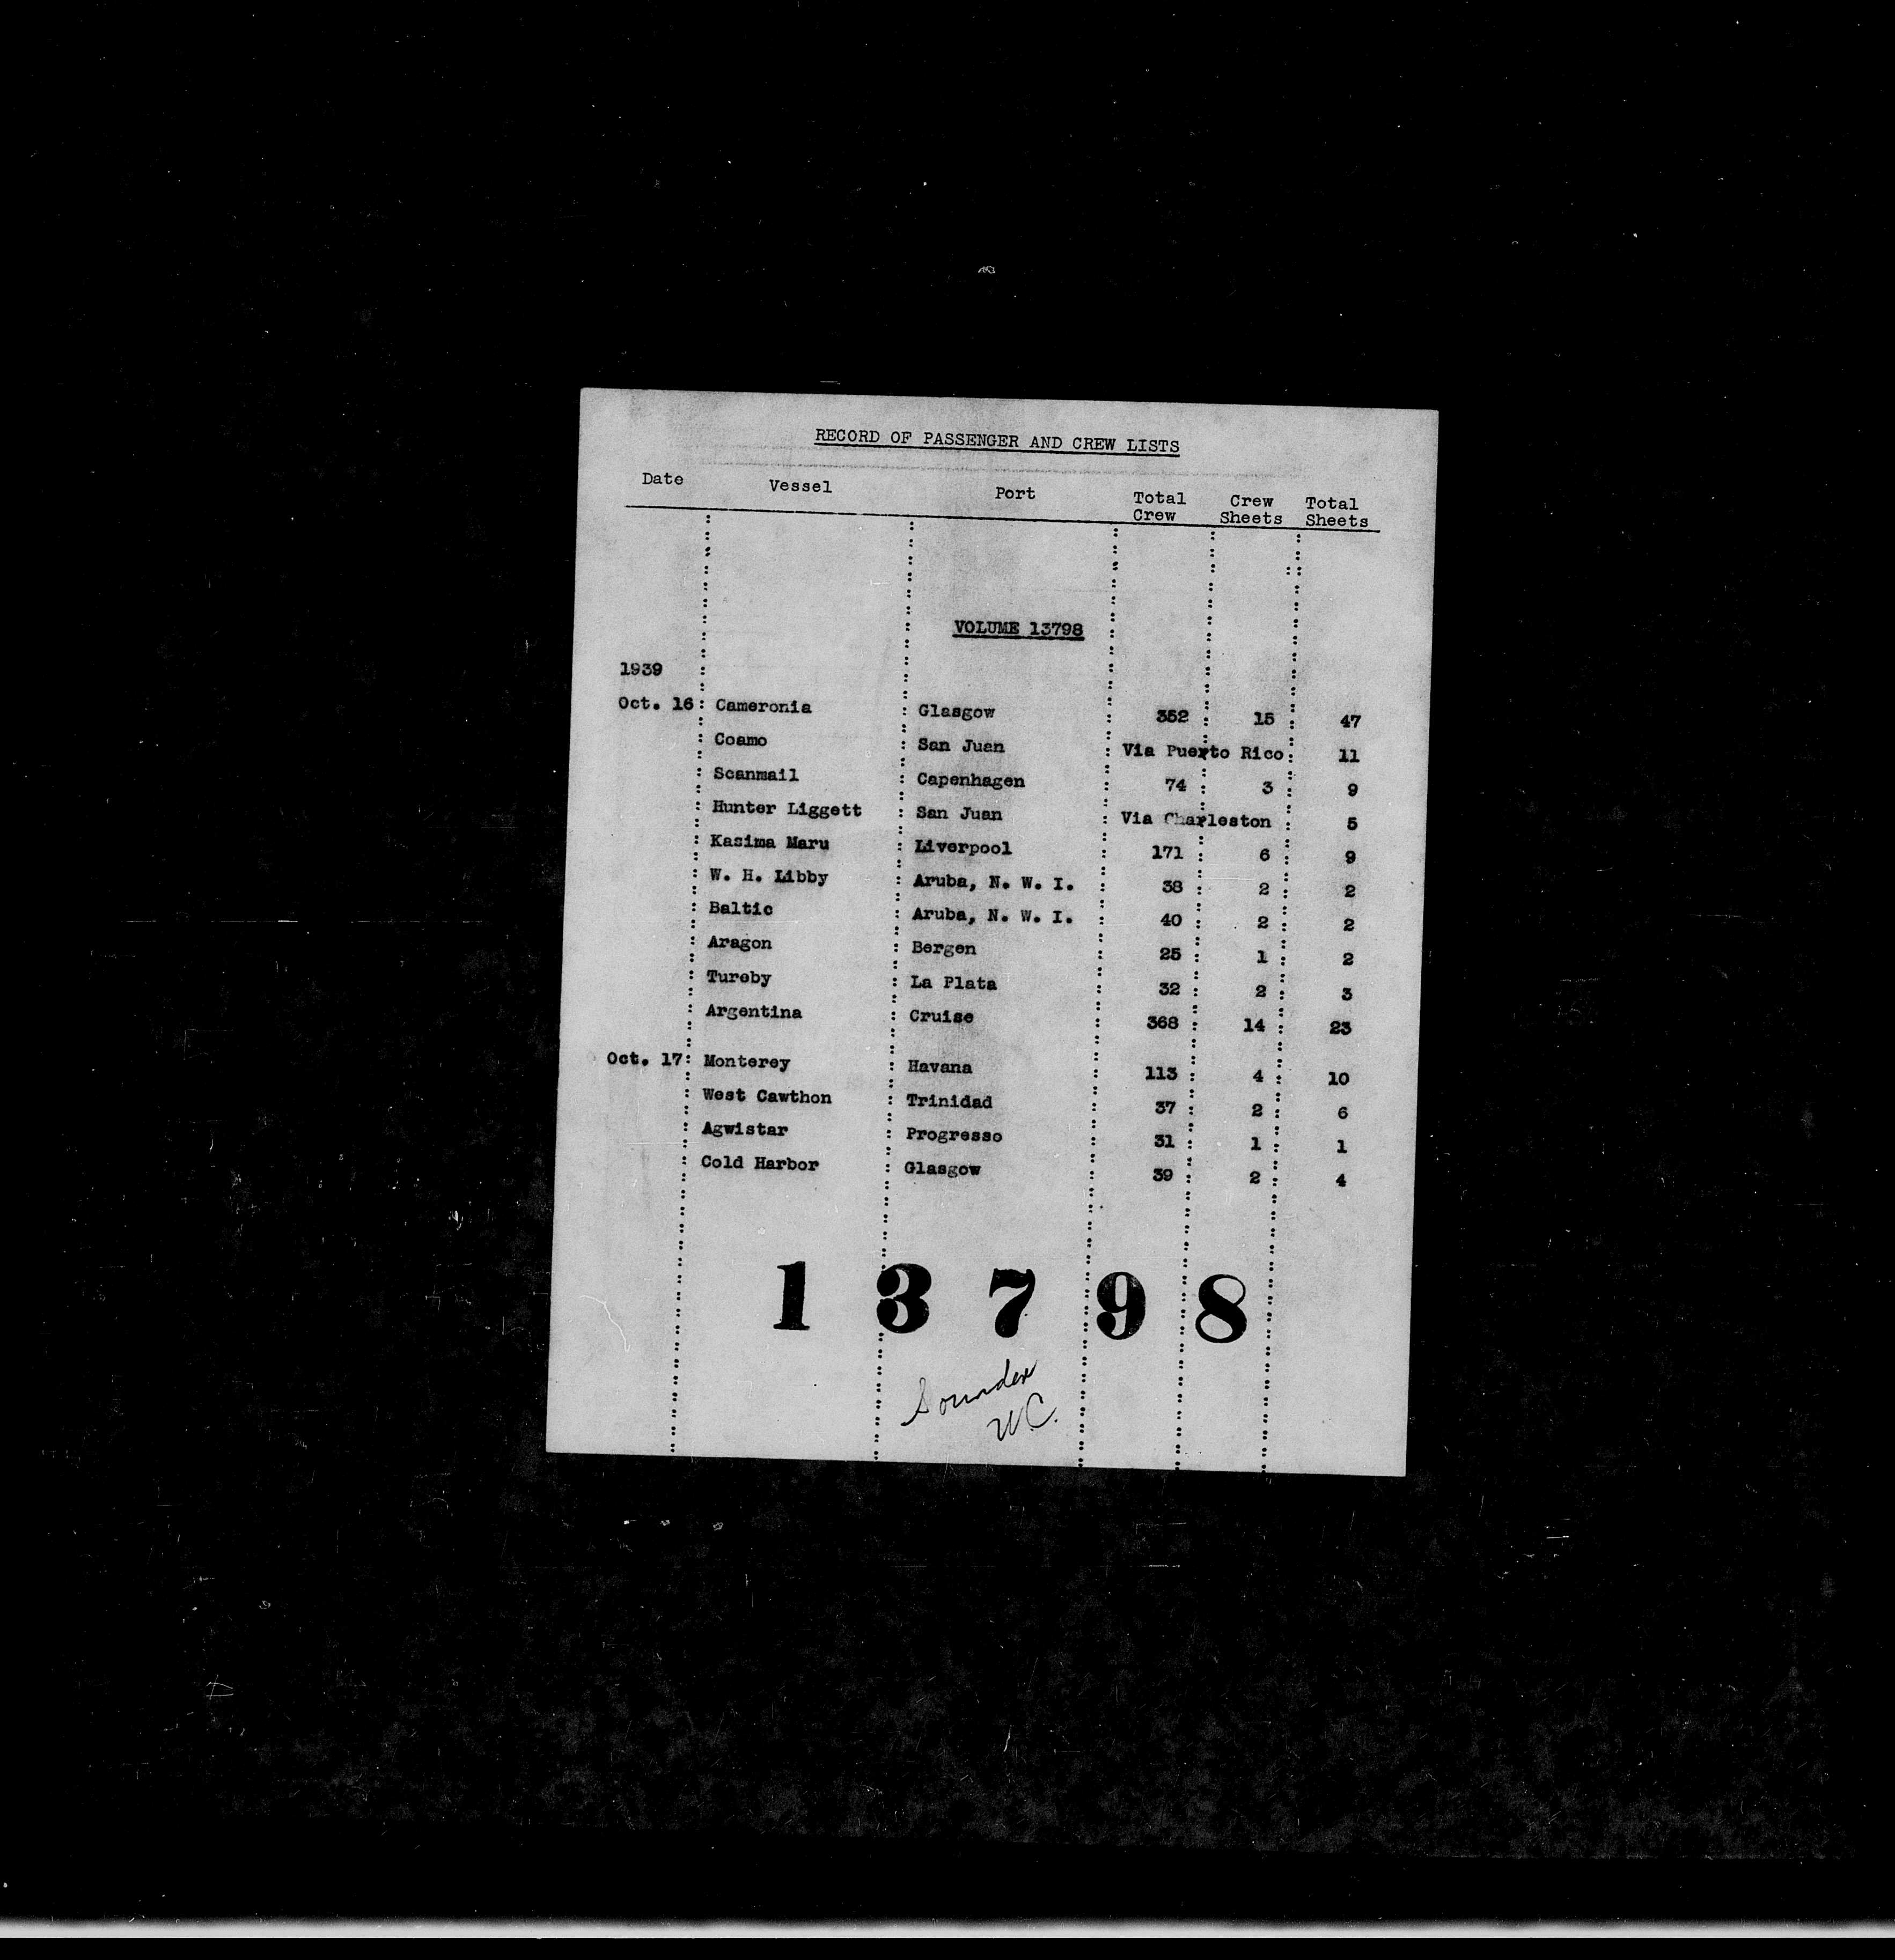 RECORD OF PASSENGER AND CREW LISTS
Date Vessel Port Total Crew Crew Sheets Total Sheets
VOLUME 13798
1939
Oct. 16 Cameronia Glasgow 352 15 47
Coamo San Juan Via Puerto Rico 11
Scanmail Capenhagen 74 3 9
Hunter Liggett San Juan Via Charleston 5
Kasima Maru Liverpool 171 6 9
W. H. Libby Aruba, N. W. I. 38 2 2
Baltic Aruba, N. W. I. 40 2 2
Aragon Bergen 25 1 2
Tureby La Plata 32 2 3
Argentina Cruise 368 14 23
Oct. 17 Monterey Havana 113 4 10
West Cawthon Trinidad 37 2 6
Agwistar Progresso 31 1 1
Cold Harbor Glasgow 39 2 4
13798
Soundex
WC.